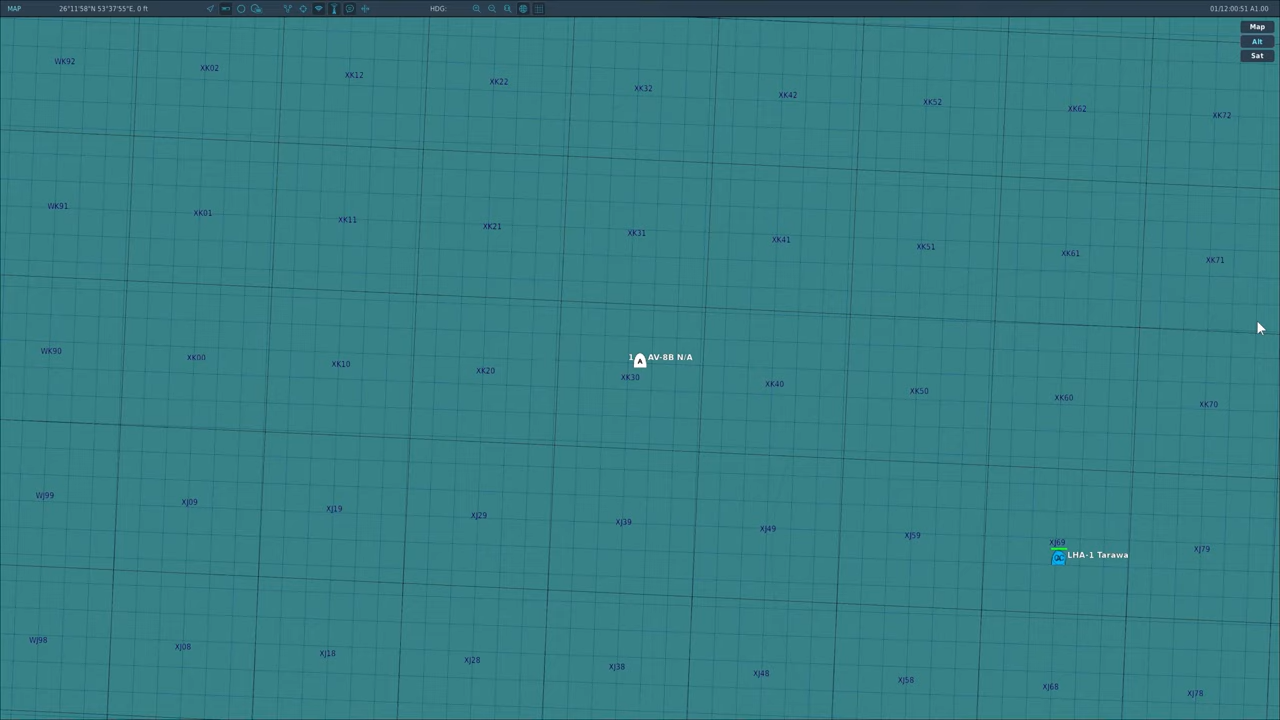 MAP 26°11'58"N 53°37'55"E, 0 ft HDG: 01/12:00:51 A1.00
Map
Alt
Sat
WK92 XK02 XK12 XK22 XK32 XK42 XK52 XK62 XK72
WK91 XK01 XK11 XK21 XK31 XK41 XK51 XK61 XK71
1 AV-8B N/A
WK90 XK00 XK10 XK20 XK30 XK40 XK50 XK60 XK70
WJ99 XJ09 XJ19 XJ29 XJ39 XJ49 XJ59 XJ69 XJ79
LHA-1 Tarawa
WJ98 XJ08 XJ18 XJ28 XJ38 XJ48 XJ58 XJ68 XJ78